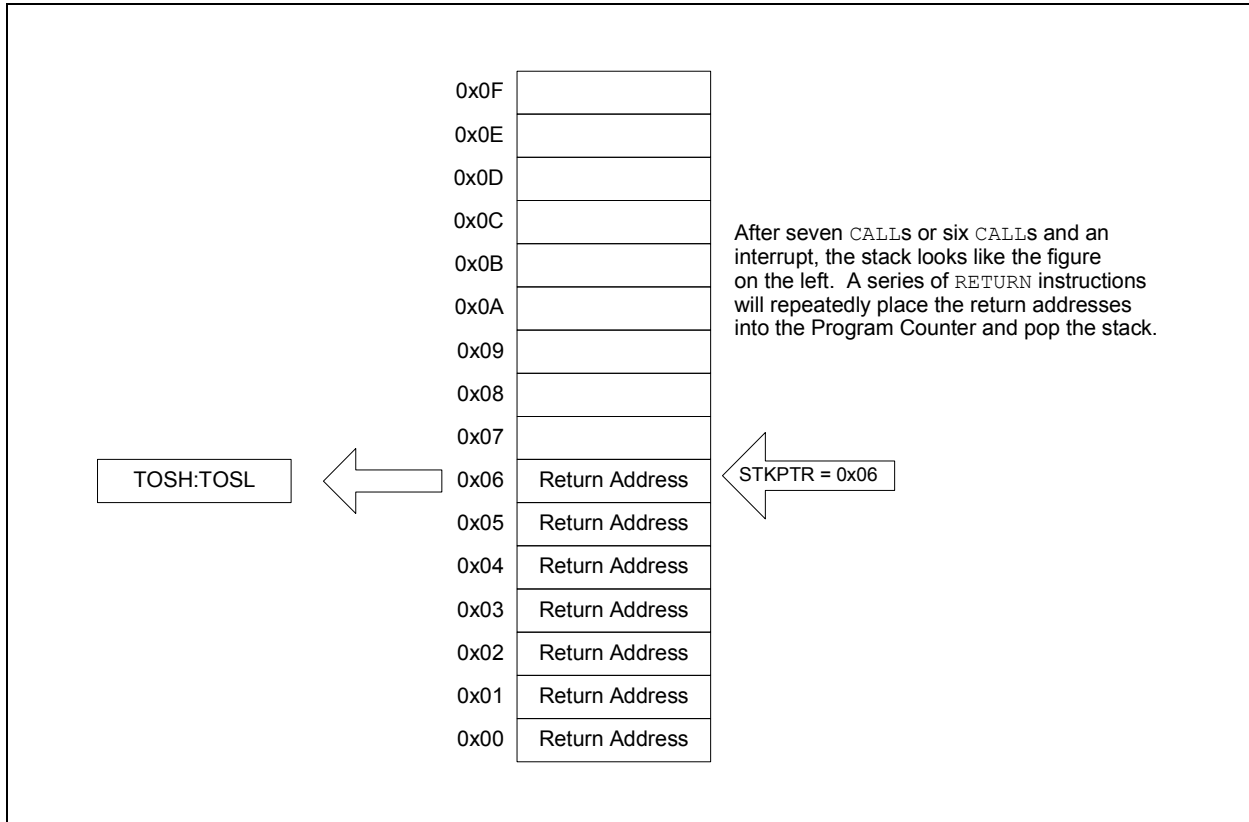 0x0F
0x0E
0x0D
0x0C
0x0B
0x0A
0x09
0x08
0x07
After seven CALLs or six CALLs and an
interrupt, the stack looks like the figure
on the left. A series of RETURN instructions
will repeatedly place the return addresses
into the Program Counter and pop the stack.
TOSH:TOSL
0x06 Return Address
STKPTR = 0x06
0x05 Return Address
0x04 Return Address
0x03 Return Address
0x02 Return Address
0x01 Return Address
0x00 Return Address